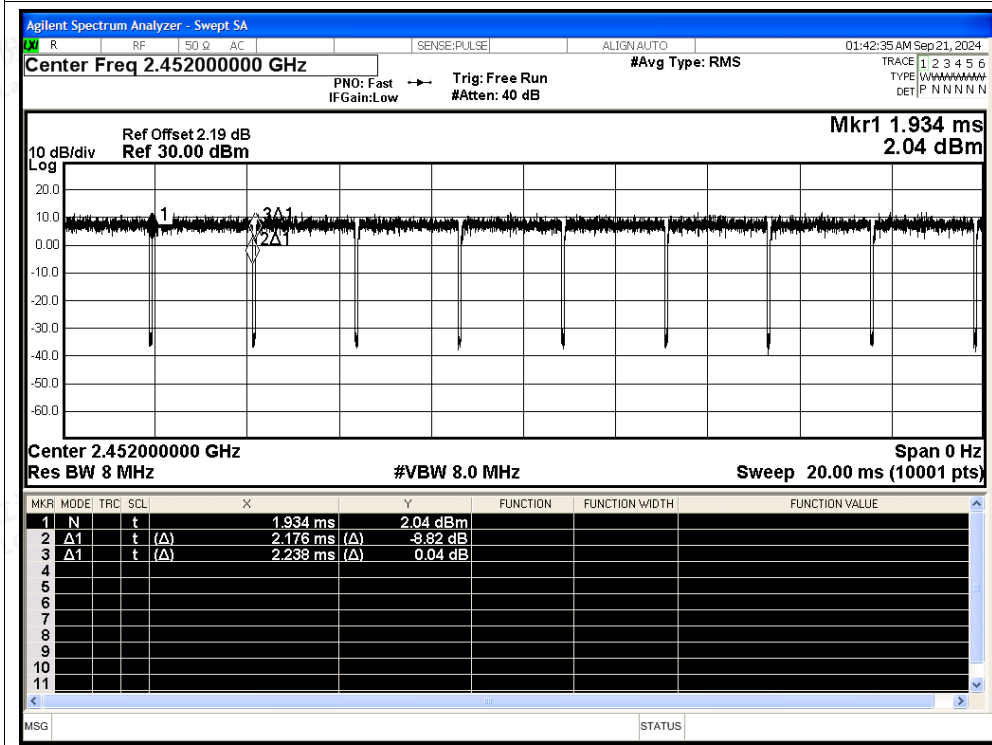 Agilent Spectrum Analyzer - Swept SA
LXI R RF 50 Ω AC SENSE:PULSE ALIGN AUTO 01:42:35 AM Sep 21, 2024
Center Freq 2.452000000 GHz #Avg Type: RMS TRACE 1 2 3 4 5 6
PNO: Fast Trig: Free Run TYPE
IFGain:Low #Atten: 40 dB DET P N N N N N
Mkr1 1.934 ms
Ref Offset 2.19 dB
10 dB/div Ref 30.00 dBm 2.04 dBm
Log
20.0
10.0
0.00
-10.0
-20.0
-30.0
-40.0
-50.0
-60.0
1
3Δ1
2Δ1
Center 2.452000000 GHz Span 0 Hz
Res BW 8 MHz #VBW 8.0 MHz Sweep 20.00 ms (10001 pts)
MKR MODE TRC SCL X Y FUNCTION FUNCTION WIDTH FUNCTION VALUE
1 N t 1.934 ms 2.04 dBm
2 Δ1 t (Δ) 2.176 ms (Δ) -8.82 dB
3 Δ1 t (Δ) 2.238 ms (Δ) 0.04 dB
4
5
6
7
8
9
10
11
MSG STATUS